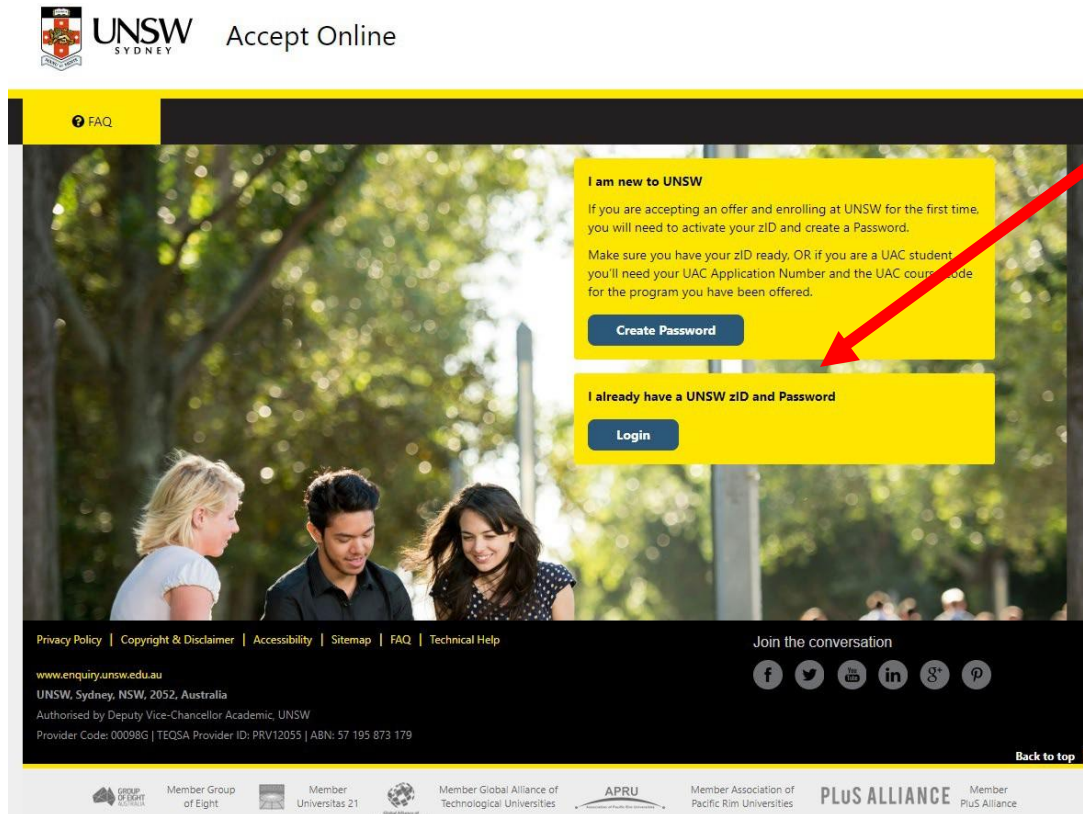 UNSW
SYDNEY
Accept Online
FAQ
I am new to UNSW
If you are accepting an offer and enrolling at UNSW for the first time,
you will need to activate your zID and create a Password.
Make sure you have your zID ready, OR if you are a UAC student
you'll need your UAC Application Number and the UAC course code
for the program you have been offered.
Create Password
I already have a UNSW zID and Password
Login
Privacy Policy | Copyright & Disclaimer | Accessibility | Sitemap | FAQ | Technical Help
Join the conversation
www.enquiry.unsw.edu.au
UNSW, Sydney, NSW, 2052, Australia
Authorised by Deputy Vice-Chancellor Academic, UNSW
Provider Code: 00098G | TEQSA Provider ID: PRV12055 | ABN: 57 195 873 179
Back to top
GROUP OF EIGHT AUSTRALIA
Member Group
of Eight
Member
Universitas 21
Member Global Alliance of
Technological Universities
APRU
Member Association of
Pacific Rim Universities
PLuS ALLIANCE
Member
PluS Alliance